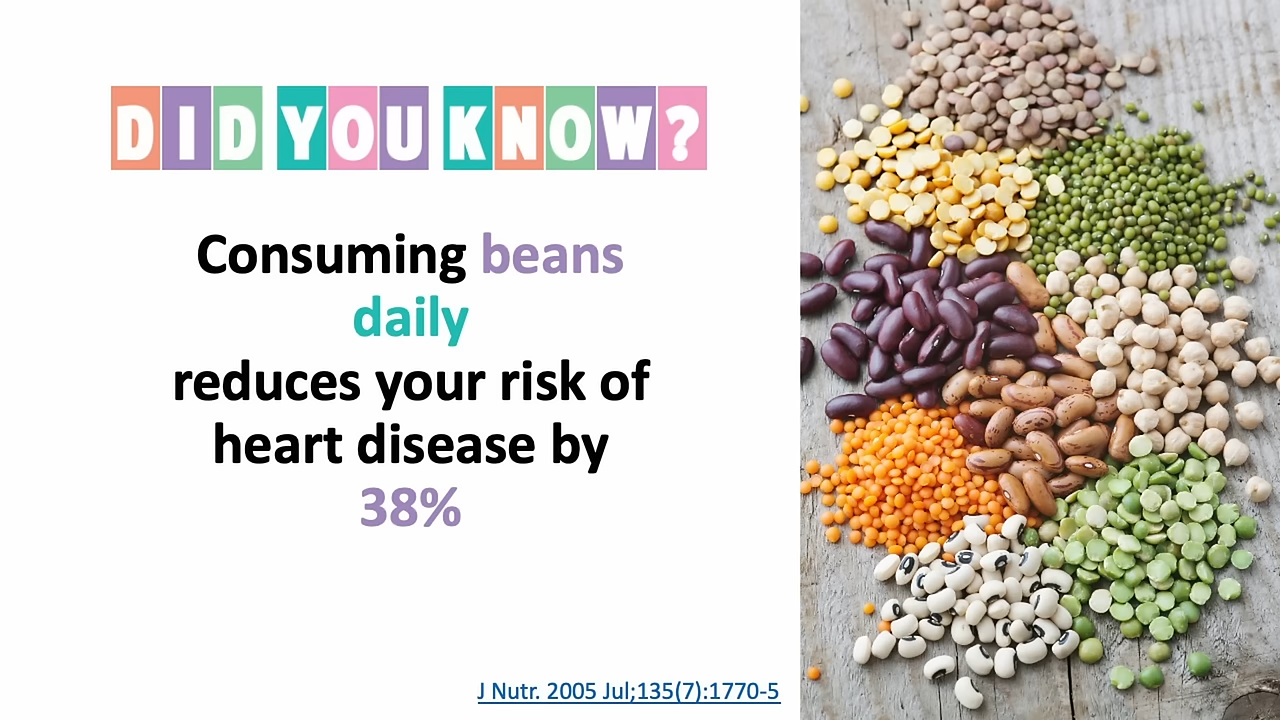 DID YOU KNOW?
Consuming beans
daily
reduces your risk of
heart disease by
38%
J Nutr. 2005 Jul;135(7):1770-5